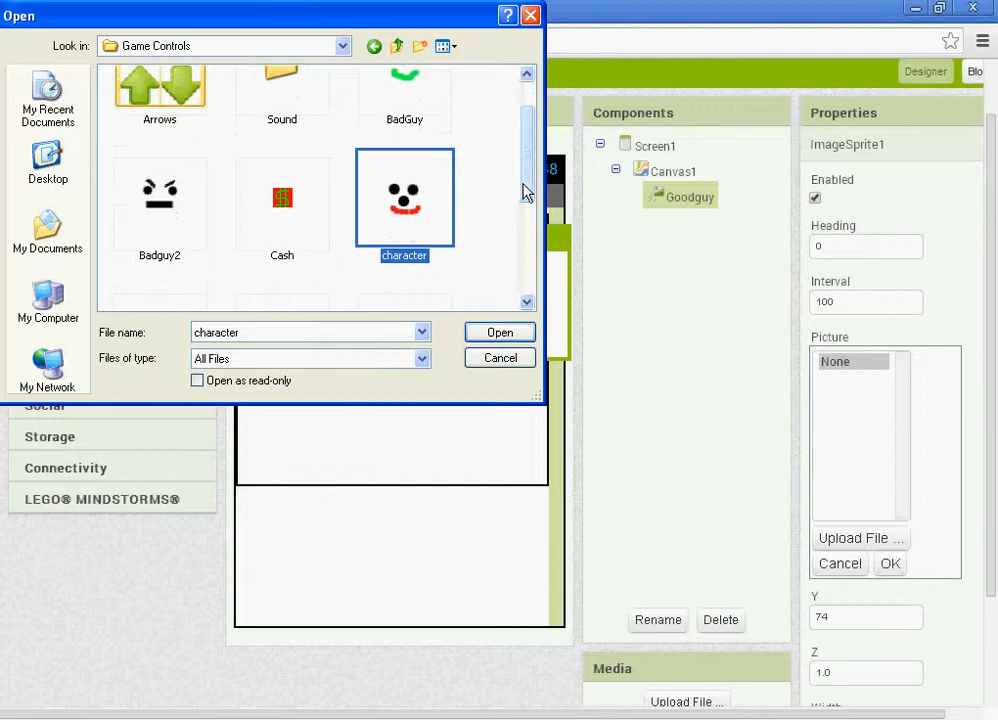 Open
Look in:
Game Controls
My Recent
Documents
Desktop
My Documents
My Computer
My Network
Arrows
Sound
BadGuy
Badguy2
Cash
character
File name:
character
Open
Files of type:
All Files
Cancel
Open as read-only
Storage
Connectivity
LEGO® MINDSTORMS®
8
Designer
Blo
Components
Screen1
Canvas1
Goodguy
Rename
Delete
Media
Upload File ...
Properties
ImageSprite1
Enabled
Heading
0
Interval
100
Picture
None
Upload File ...
Cancel
OK
Y
74
Z
1.0